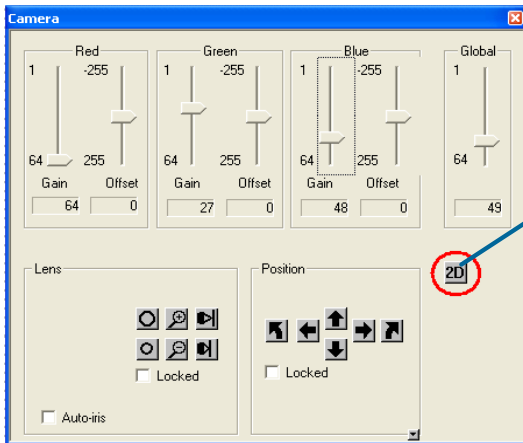 Camera
Red Green Blue Global
1 -255 1 -255 1 -255 1
64 255 64 255 64 255 64
Gain Offset Gain Offset Gain Offset
64 0 27 0 48 0 49
Lens Position
2D
Locked Locked
Auto-iris